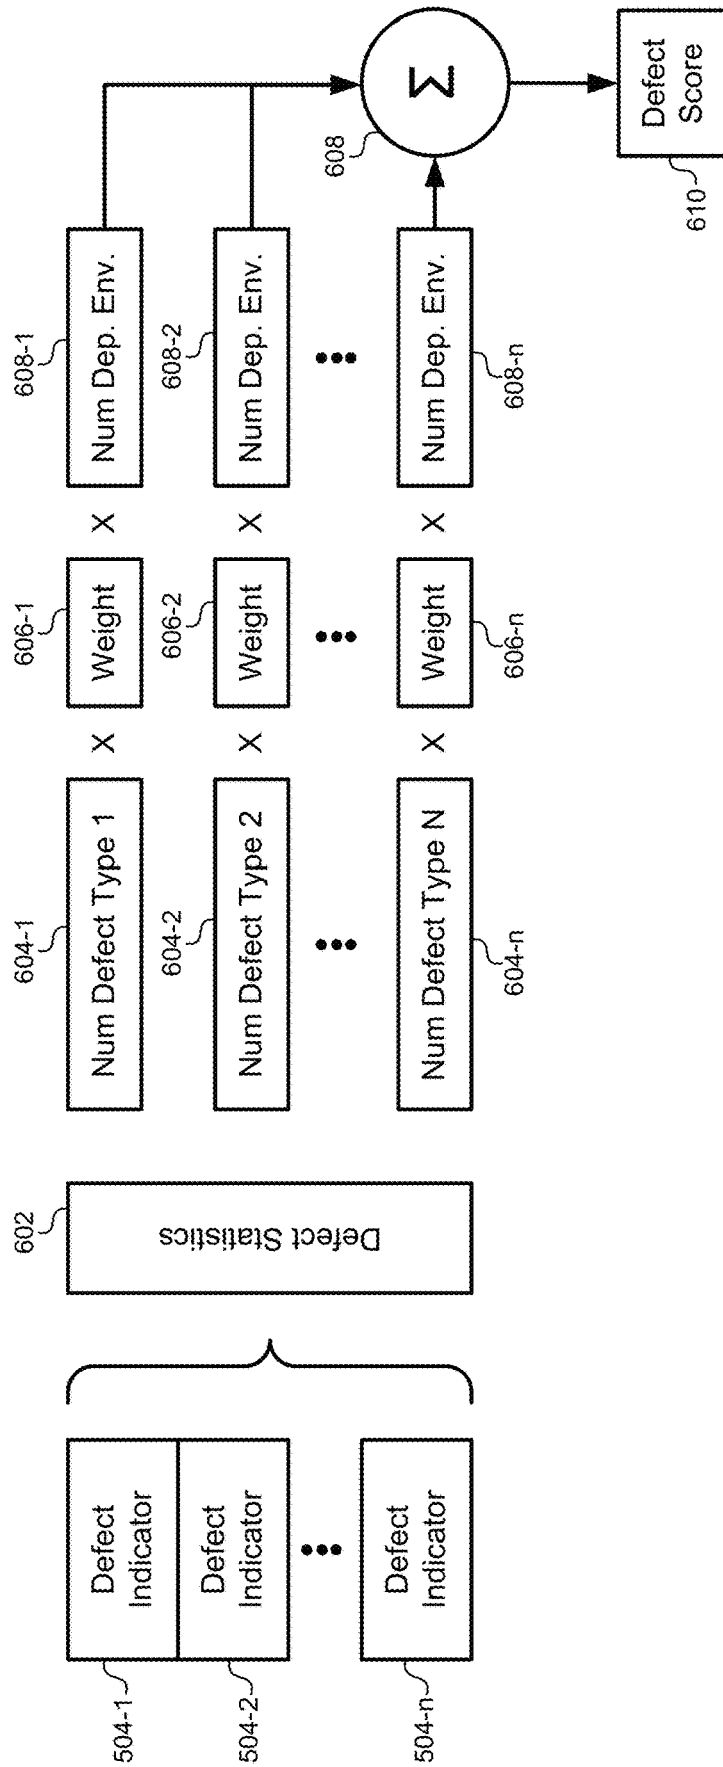 504-1
Defect
Indicator
504-2
Defect
Indicator
•••
504-n
Defect
Indicator
602
Defect Statistics
604-1
Num Defect Type 1
X
606-1
Weight
X
608-1
Num Dep. Env.
604-2
Num Defect Type 2
X
606-2
Weight
X
608-2
Num Dep. Env.
•••
•••
•••
604-n
Num Defect Type N
X
606-n
Weight
X
608-n
Num Dep. Env.
608
Σ
610
Defect
Score